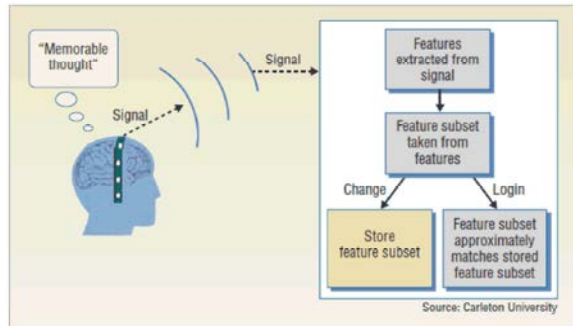 “Memorable
thought”
Signal
Signal
Features
extracted from
signal
Feature subset
taken from
features
Change
Login
Store
feature subset
Feature subset
approximately
matches stored
feature subset
Source: Carleton University